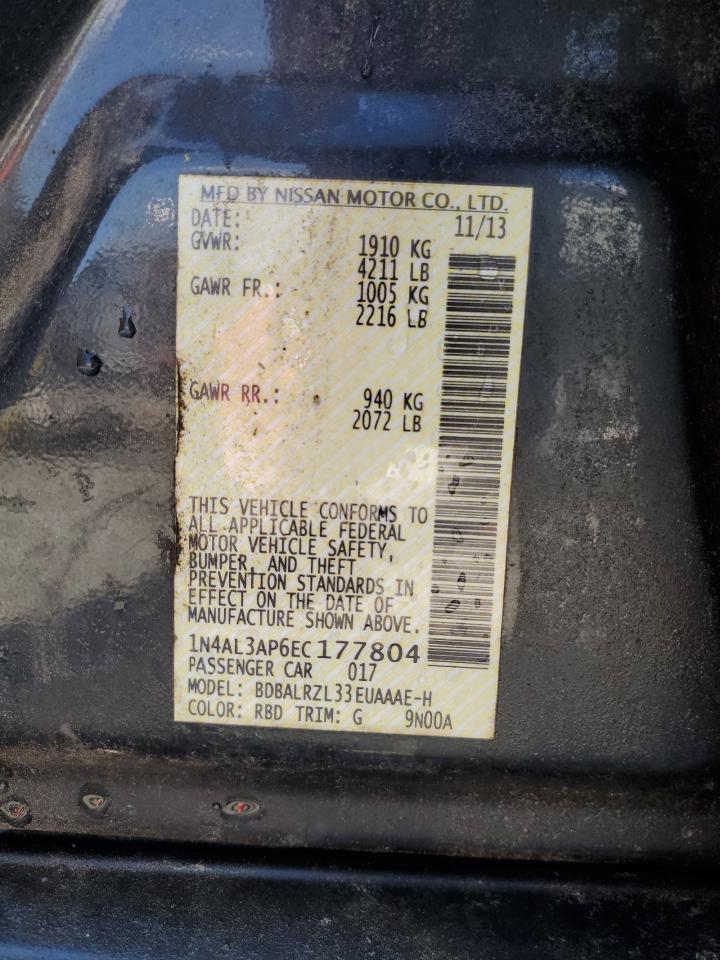 MFD BY NISSAN MOTOR CO., LTD.
DATE: 11/13
GVWR: 1910 KG
4211 LB
GAWR FR.: 1005 KG
2216 LB
GAWR RR.: 940 KG
2072 LB
THIS VEHICLE CONFORMS TO
ALL APPLICABLE FEDERAL
MOTOR VEHICLE SAFETY,
BUMPER, AND THEFT
PREVENTION STANDARDS IN
EFFECT ON THE DATE OF
MANUFACTURE SHOWN ABOVE.
1N4AL3AP6EC177804
PASSENGER CAR 017
MODEL: BDBALRZL33EUAAAE-H
COLOR: RBD TRIM: G 9N00A